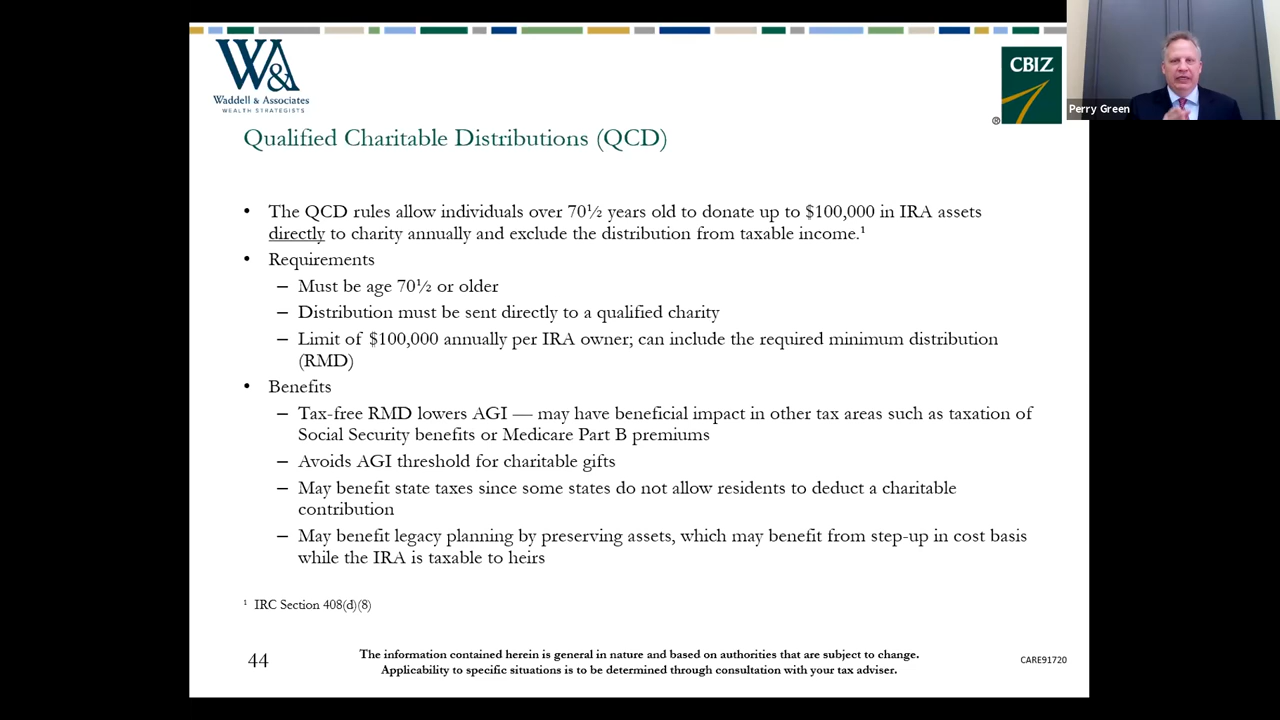 W&A
Waddell & Associates
WEALTH STRATEGISTS
CBIZ
®
Perry Green
Qualified Charitable Distributions (QCD)
• The QCD rules allow individuals over 70½ years old to donate up to $100,000 in IRA assets
directly to charity annually and exclude the distribution from taxable income.¹
• Requirements
– Must be age 70½ or older
– Distribution must be sent directly to a qualified charity
– Limit of $100,000 annually per IRA owner; can include the required minimum distribution
(RMD)
• Benefits
– Tax-free RMD lowers AGI — may have beneficial impact in other tax areas such as taxation of
Social Security benefits or Medicare Part B premiums
– Avoids AGI threshold for charitable gifts
– May benefit state taxes since some states do not allow residents to deduct a charitable
contribution
– May benefit legacy planning by preserving assets, which may benefit from step-up in cost basis
while the IRA is taxable to heirs
¹ IRC Section 408(d)(8)
44
The information contained herein is general in nature and based on authorities that are subject to change.
Applicability to specific situations is to be determined through consultation with your tax adviser.
CARE91720